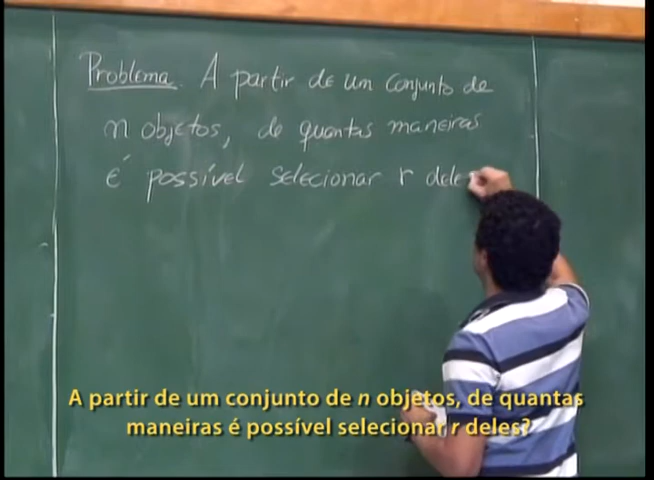 Problema. A partir de um conjunto de
n objetos, de quantas maneiras
é possível selecionar r dele
A partir de um conjunto de n objetos, de quantas
maneiras é possível selecionar r deles?